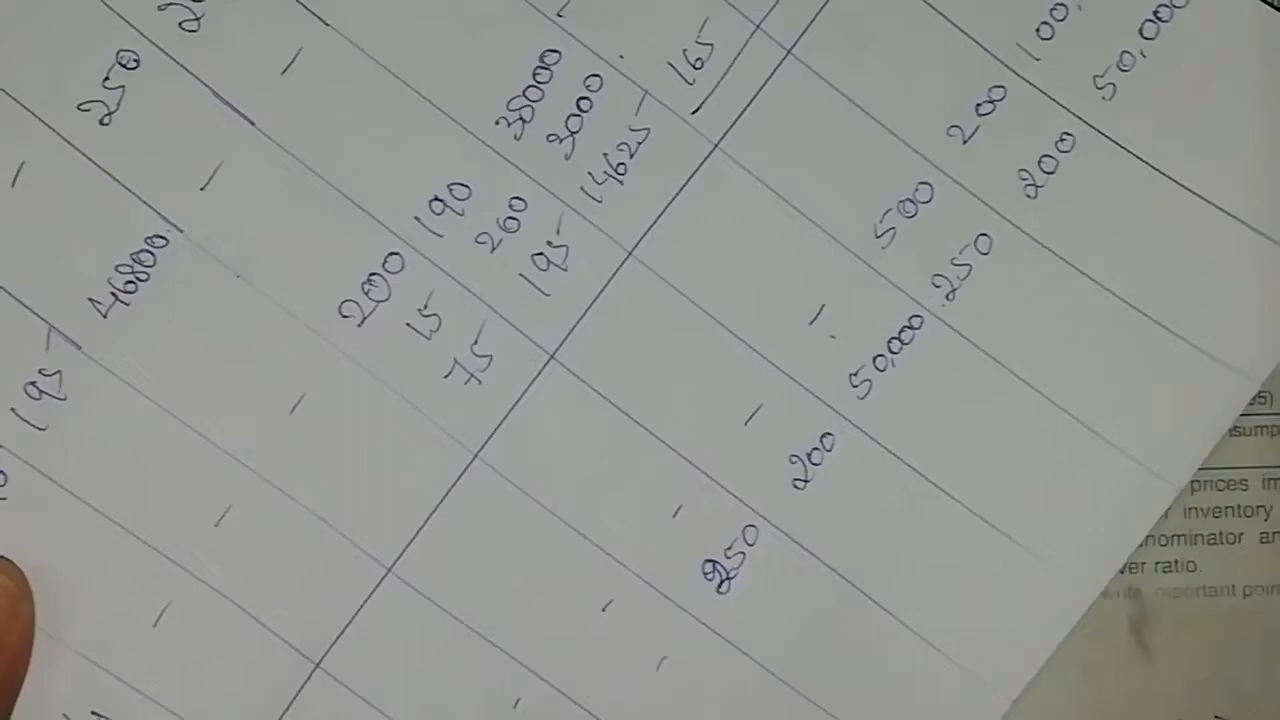 - 250
195 46800 - -
- - - 200 190 38000 -
15 260 3000
75 195 14625 165
- - - - - 500 200 100,
- 250 200 50,000 250 200 50,000
prices
inventory
ver ratio.